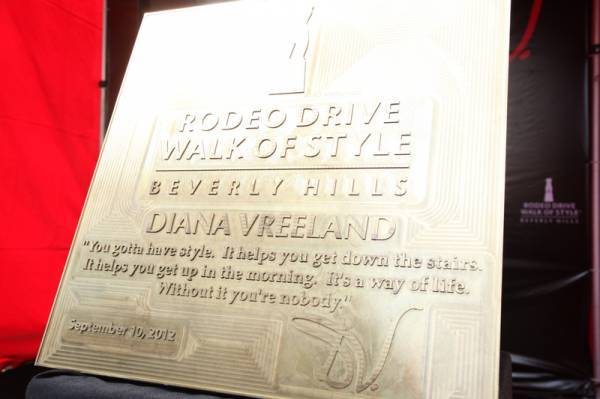 RODEO DRIVE
WALK OF STYLE
BEVERLY HILLS
DIANA VREELAND
"You gotta have style. It helps you get down the stairs.
It helps you get up in the morning. It's a way of life.
Without it you're nobody."
September 10, 2012
RODEO DRIVE
WALK OF STYLE
BEVERLY HILLS